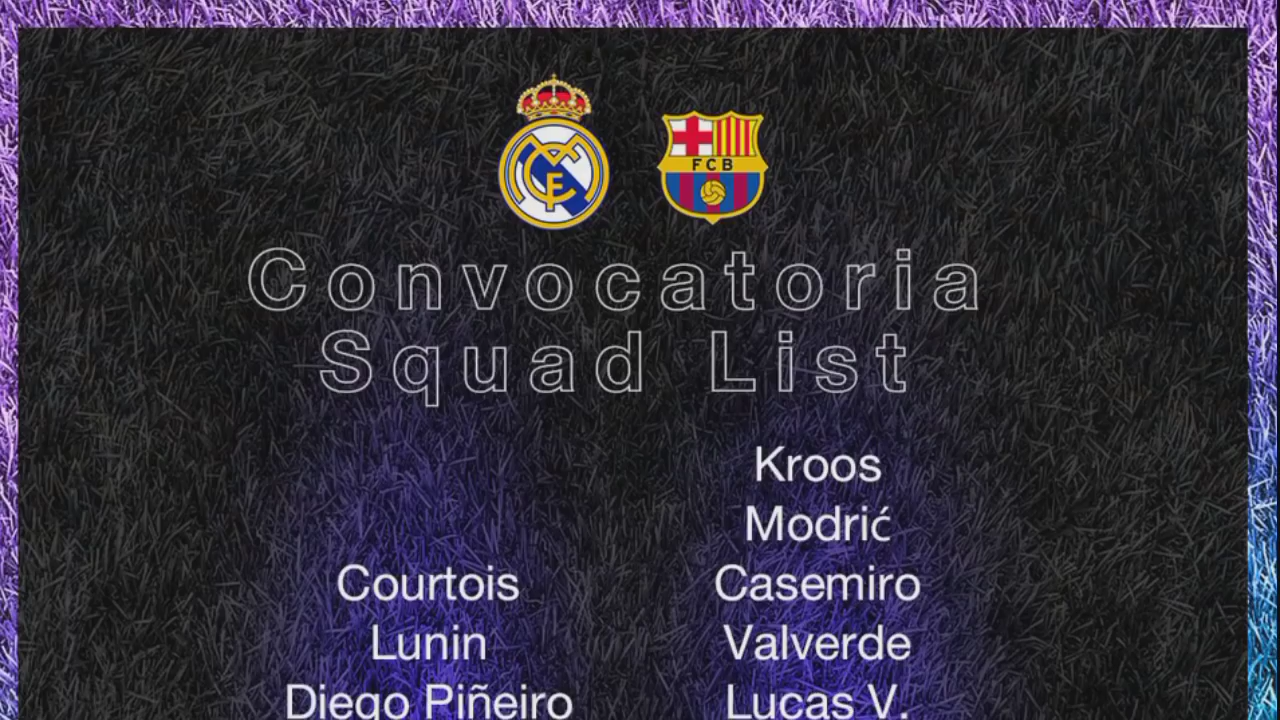 FCB
Convocatoria
Squad List
Courtois
Lunin
Diego Piñeiro
Kroos
Modrić
Casemiro
Valverde
Lucas V.